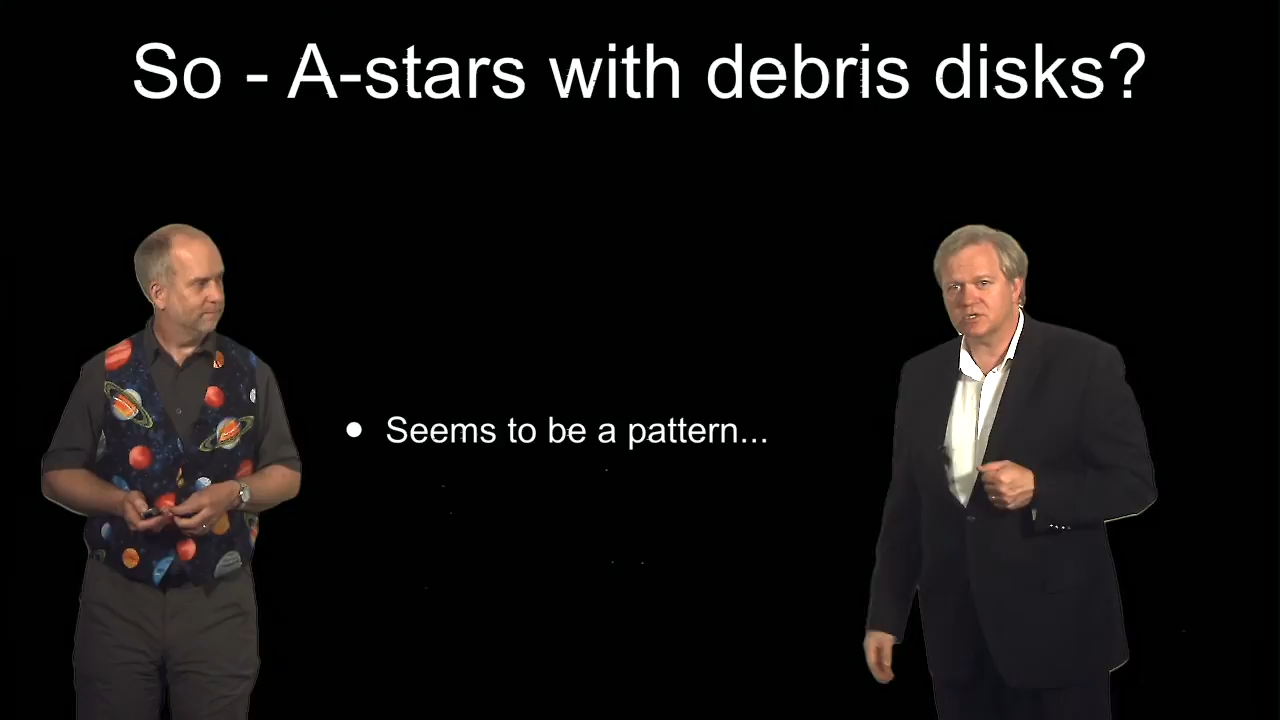 So - A-stars with debris disks?
● Seems to be a pattern...